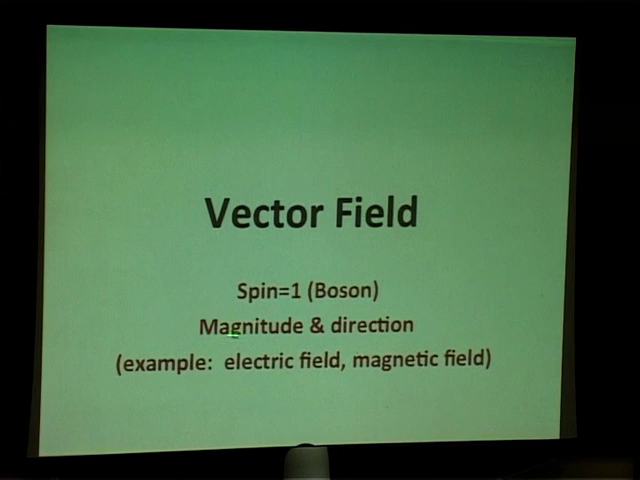 Vector Field
Spin=1 (Boson)
Magnitude & direction
(example:  electric field, magnetic field)